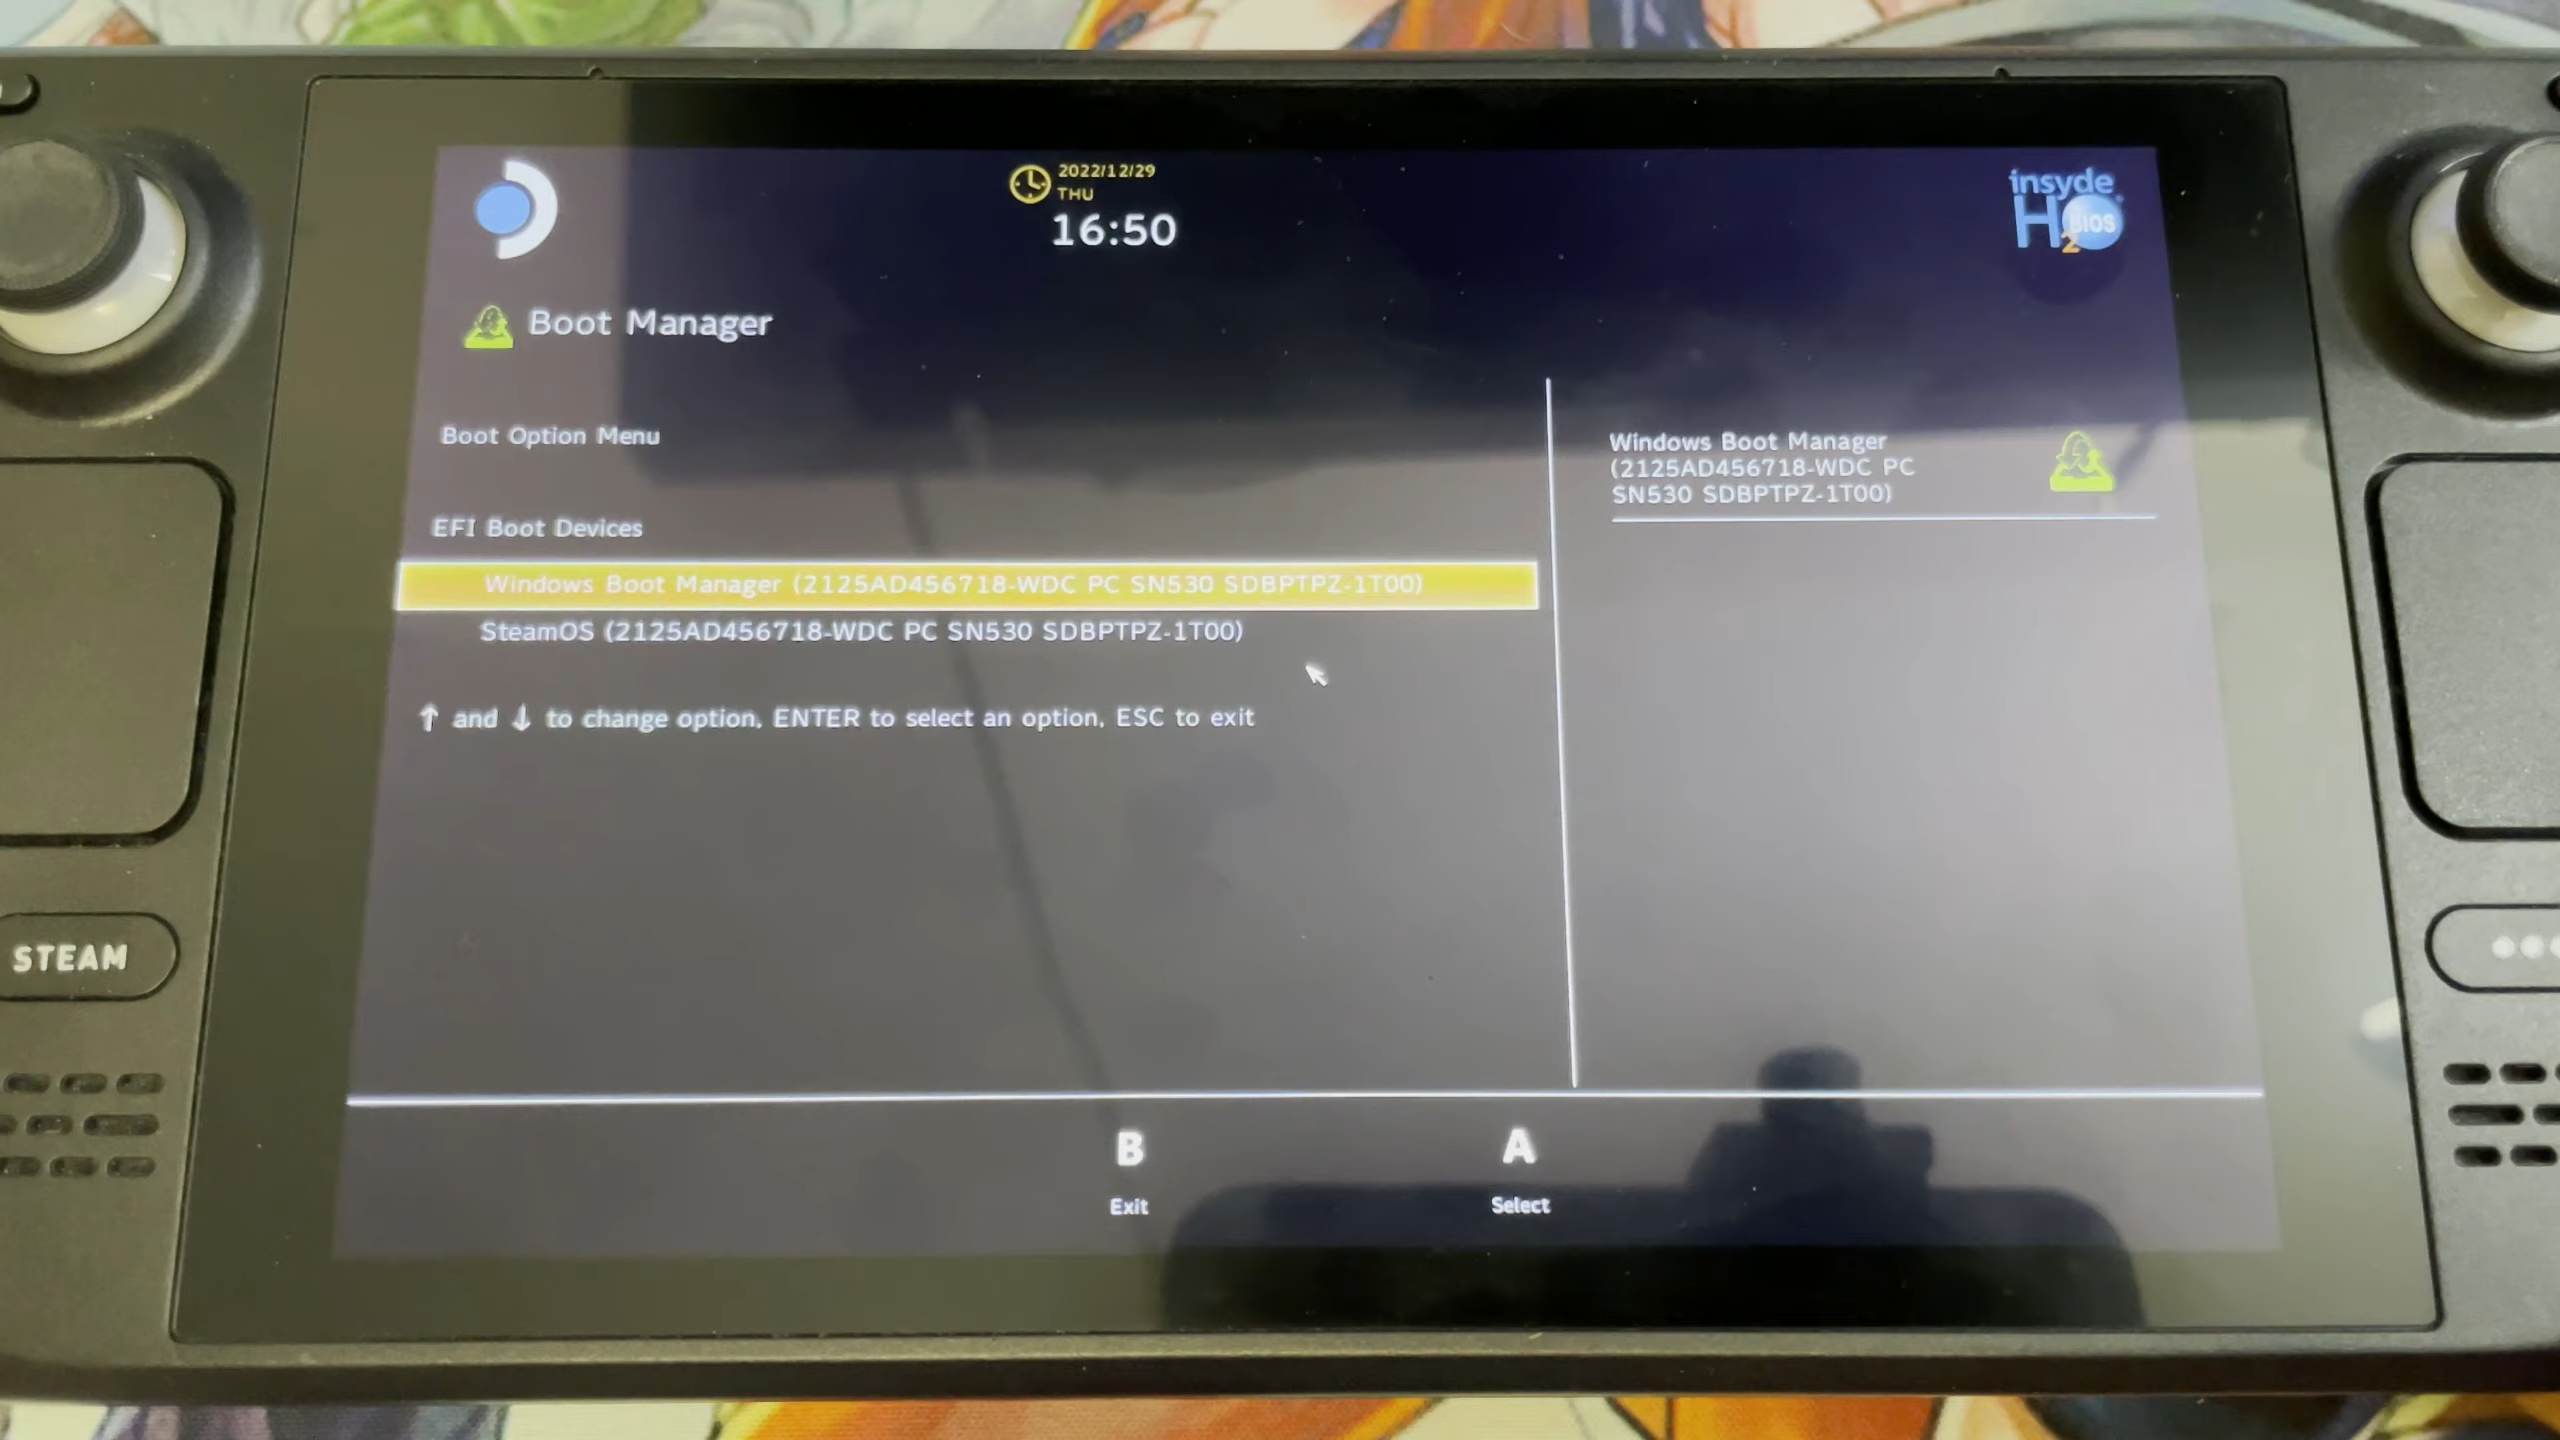 2022/12/29
THU
16:50
insyde
H2
BIOS
Boot Manager
Boot Option Menu
EFI Boot Devices
Windows Boot Manager (2125AD456718-WDC PC SN530 SDBPTPZ-1T00)
SteamOS (2125AD456718-WDC PC SN530 SDBPTPZ-1T00)
↑ and ↓ to change option, ENTER to select an option, ESC to exit
Windows Boot Manager
(2125AD456718-WDC PC
SN530 SDBPTPZ-1T00)
B
Exit
A
Select
STEAM